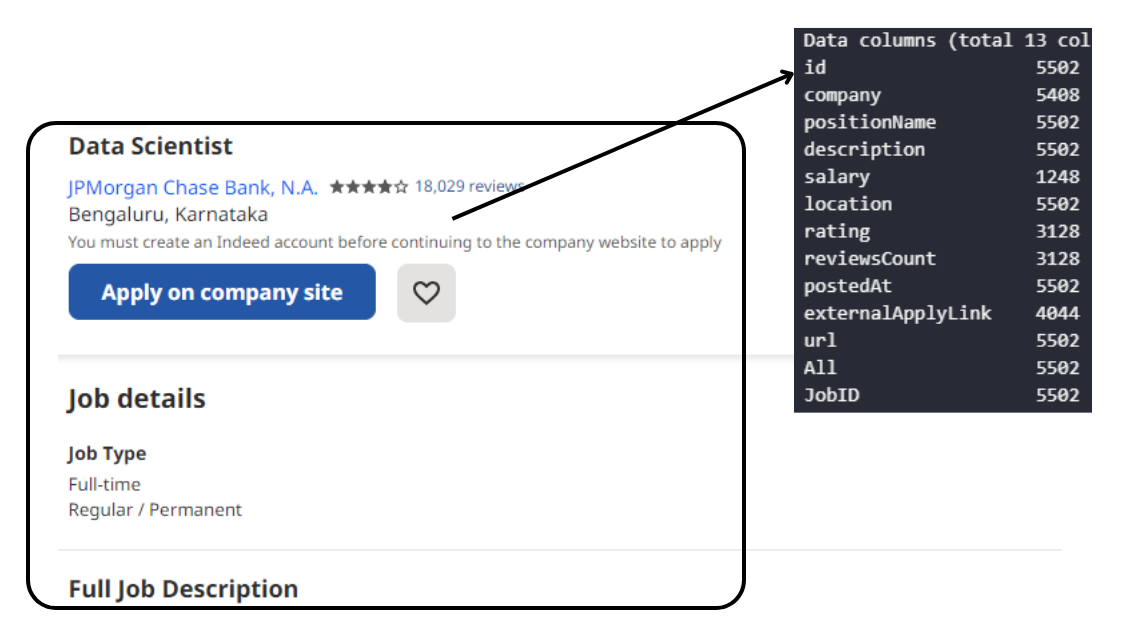 Data Scientist
JPMorgan Chase Bank, N.A. ★★★★☆ 18,029 reviews
Bengaluru, Karnataka
You must create an Indeed account before continuing to the company website to apply
Apply on company site
Job details
Job Type
Full-time
Regular / Permanent
Full Job Description
Data columns (total 13 col
id 5502
company 5408
positionName 5502
description 5502
salary 1248
location 5502
rating 3128
reviewsCount 3128
postedAt 5502
externalApplyLink 4044
url 5502
All 5502
JobID 5502